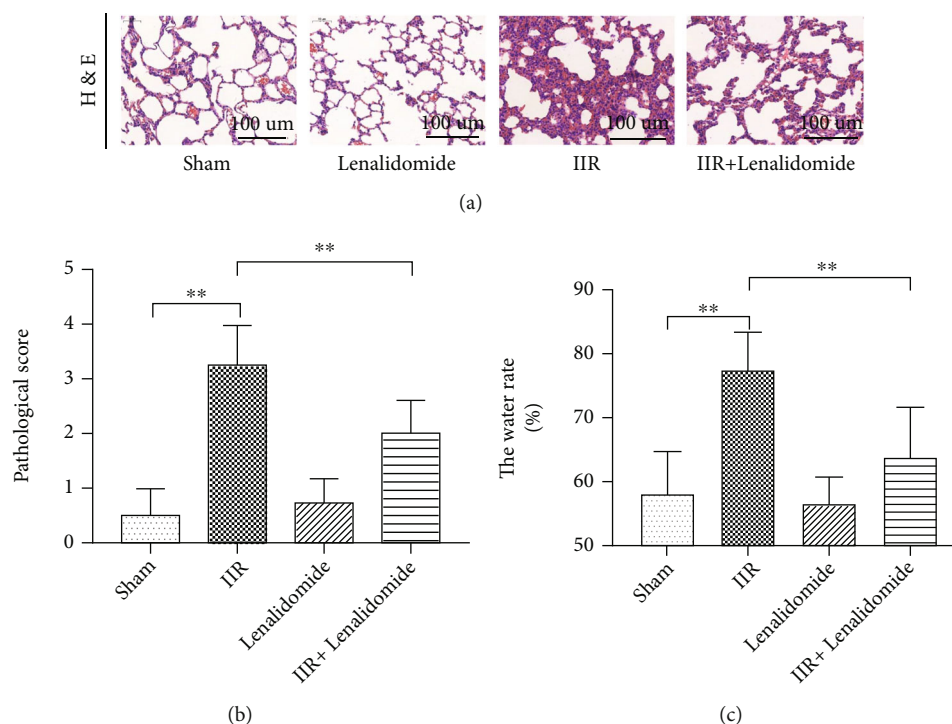 H & E
100 um
100 um
100 um
100 um
Sham
Lenalidomide
IIR
IIR+Lenalidomide
(a)
Pathological score
5
4
3
2
1
0
**
**
Sham
IIR
Lenalidomide
IIR+ Lenalidomide
(b)
The water rate
(%)
90
80
70
60
50
**
**
Sham
IIR
Lenalidomide
IIR+ Lenalidomide
(c)